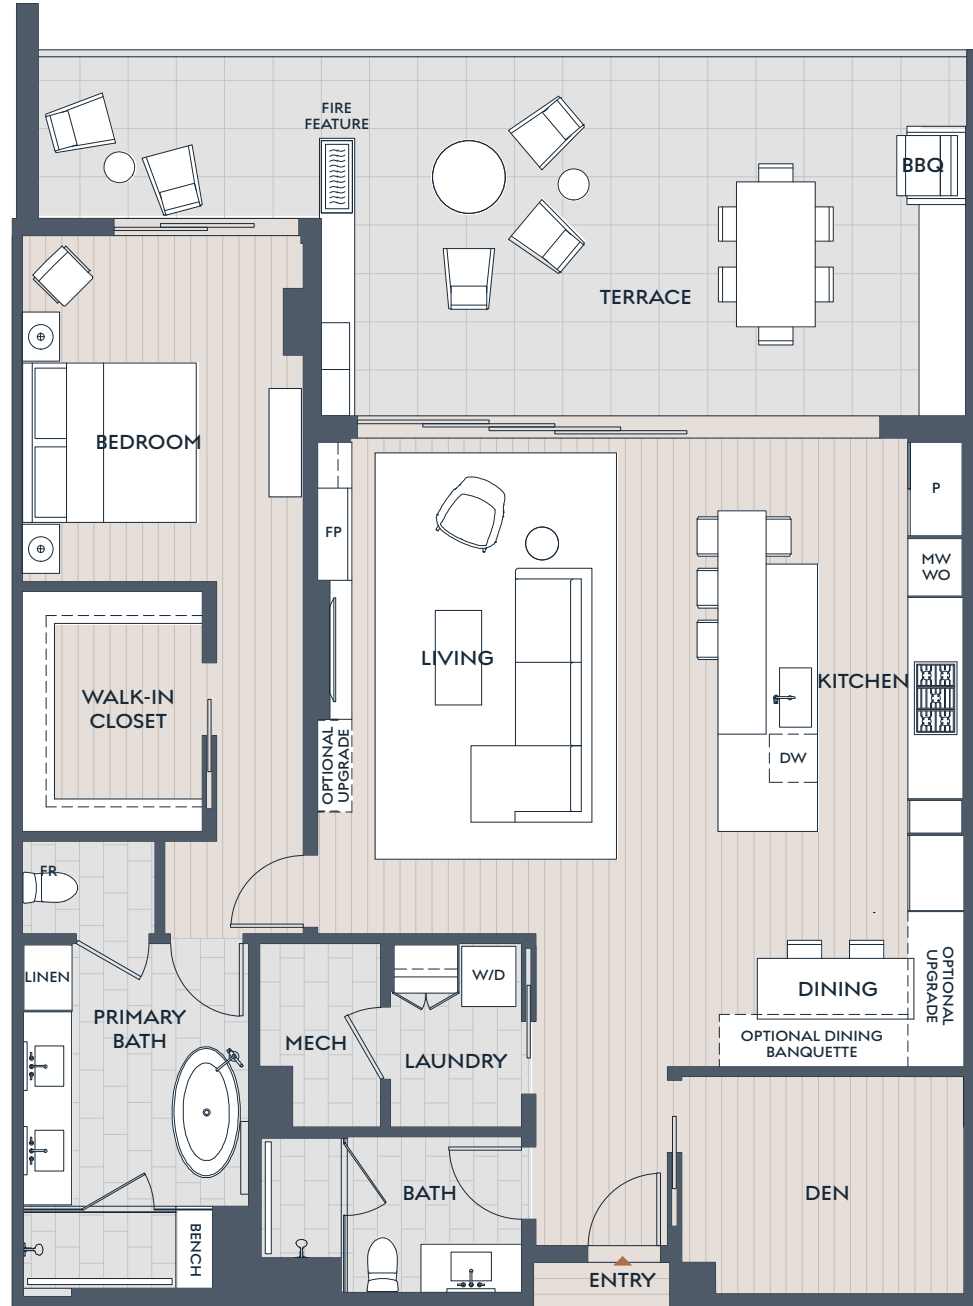 FIRE
FEATURE
BBQ
TERRACE
BEDROOM
P
FP
MW
WO
LIVING
KITCHEN
WALK-IN
CLOSET
OPTIONAL
UPGRADE
DW
FR
LINEN
W/D
DINING
OPTIONAL
UPGRADE
PRIMARY
BATH
MECH
LAUNDRY
OPTIONAL DINING
BANQUETTE
BATH
DEN
BENCH
ENTRY